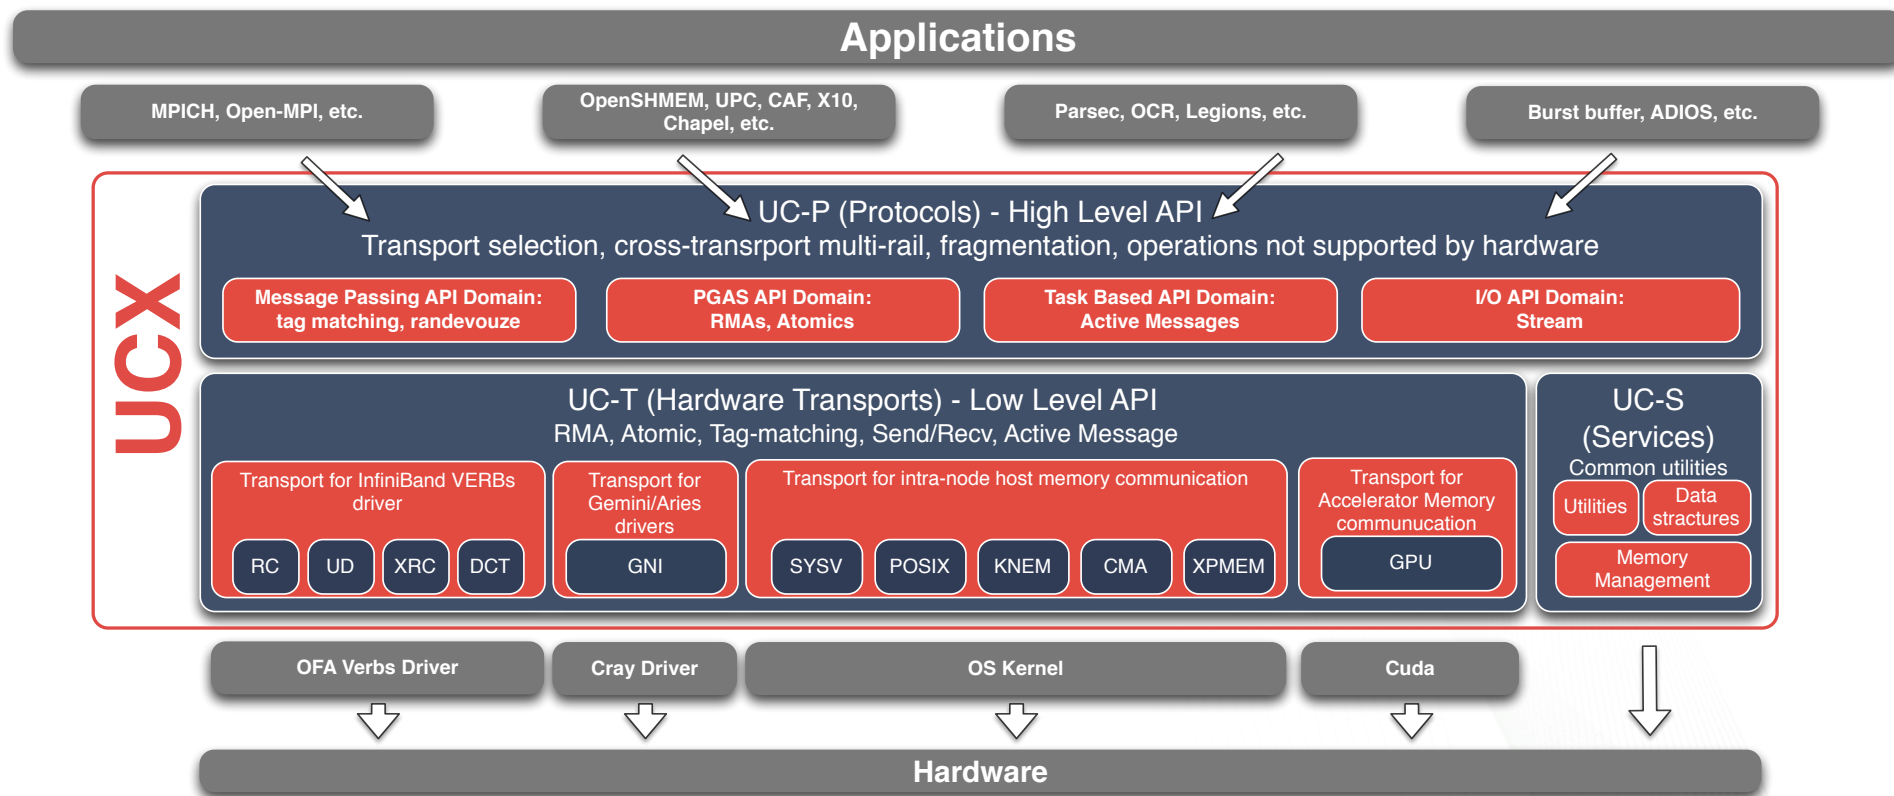 Applications
MPICH, Open-MPI, etc.
OpenSHMEM, UPC, CAF, X10,
Chapel, etc.
Parsec, OCR, Legions, etc.
Burst buffer, ADIOS, etc.
UCX
UC-P (Protocols) - High Level API
Transport selection, cross-transrport multi-rail, fragmentation, operations not supported by hardware
Message Passing API Domain:
tag matching, randevouze
PGAS API Domain:
RMAs, Atomics
Task Based API Domain:
Active Messages
I/O API Domain:
Stream
UC-T (Hardware Transports) - Low Level API
RMA, Atomic, Tag-matching, Send/Recv, Active Message
Transport for InfiniBand VERBs
driver
RC
UD
XRC
DCT
Transport for
Gemini/Aries
drivers
GNI
Transport for intra-node host memory communication
SYSV
POSIX
KNEM
CMA
XPMEM
Transport for
Accelerator Memory
communucation
GPU
UC-S
(Services)
Common utilities
Utilities
Data
stractures
Memory
Management
OFA Verbs Driver
Cray Driver
OS Kernel
Cuda
Hardware